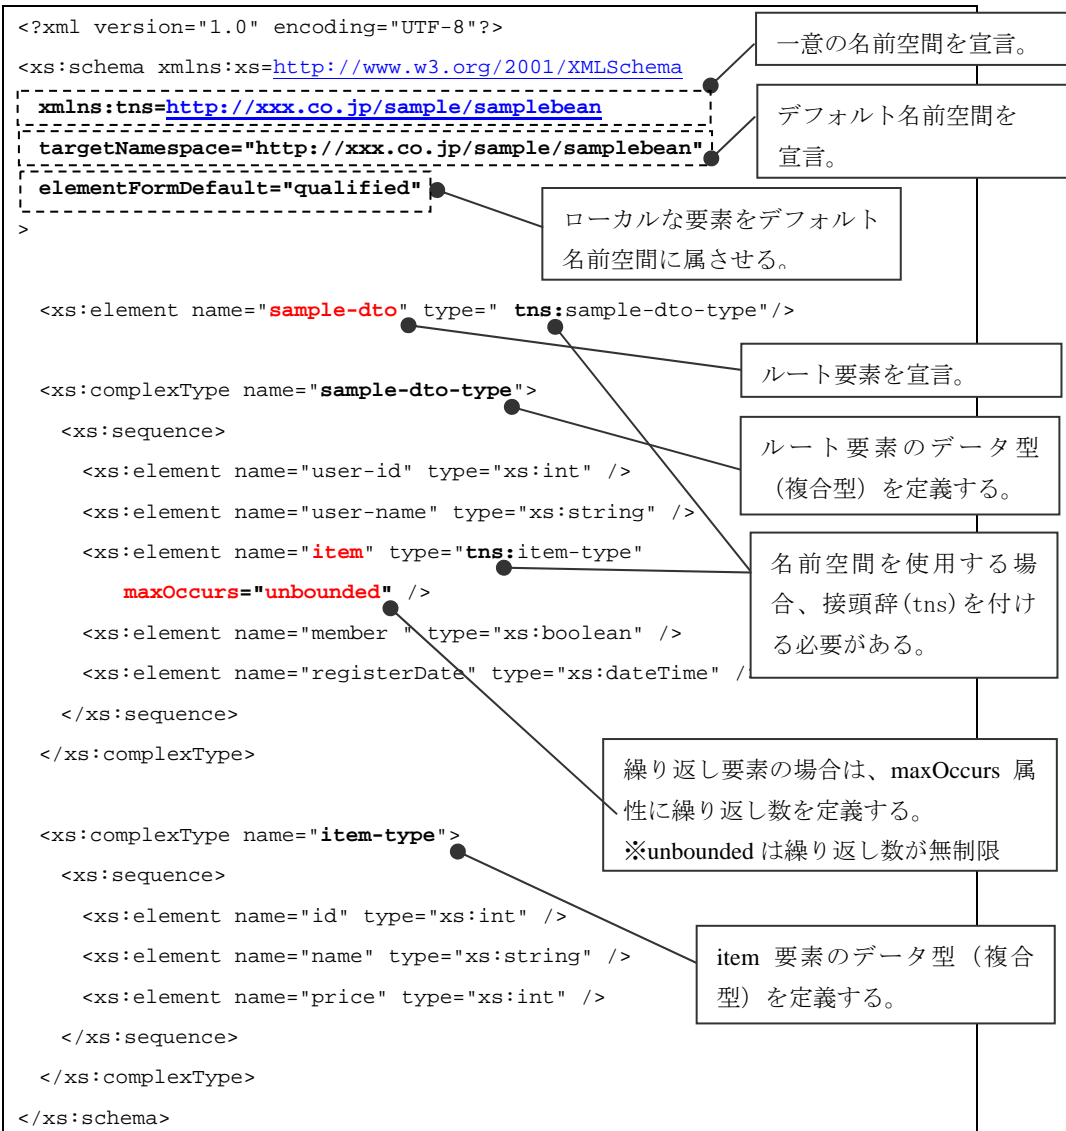 <?xml version="1.0" encoding="UTF-8"?>
一意の名前空間を宣言。
<xs:schema xmlns:xs=http://www.w3.org/2001/XMLSchema
xmlns:tns=http://xxx.co.jp/sample/samplebean
デフォルト名前空間を
宣言。
targetNamespace="http://xxx.co.jp/sample/samplebean"
elementFormDefault="qualified"
ローカルな要素をデフォルト
名前空間に属させる。
>
<xs:element name="sample-dto" type=" tns:sample-dto-type"/>
ルート要素を宣言。
<xs:complexType name="sample-dto-type">
<xs:sequence>
ルート要素のデータ型
(複合型)を定義する。
<xs:element name="user-id" type="xs:int" />
<xs:element name="user-name" type="xs:string" />
<xs:element name="item" type="tns:item-type"
maxOccurs="unbounded" />
名前空間を使用する場
合、接頭辞(tns)を付け
る必要がある。
<xs:element name="member " type="xs:boolean" />
<xs:element name="registerDate" type="xs:dateTime" /
</xs:sequence>
</xs:complexType>
繰り返し要素の場合は、maxOccurs 属
性に繰り返し数を定義する。
※unbounded は繰り返し数が無制限
<xs:complexType name="item-type">
<xs:sequence>
<xs:element name="id" type="xs:int" />
<xs:element name="name" type="xs:string" />
<xs:element name="price" type="xs:int" />
item 要素のデータ型(複合
型)を定義する。
</xs:sequence>
</xs:complexType>
</xs:schema>